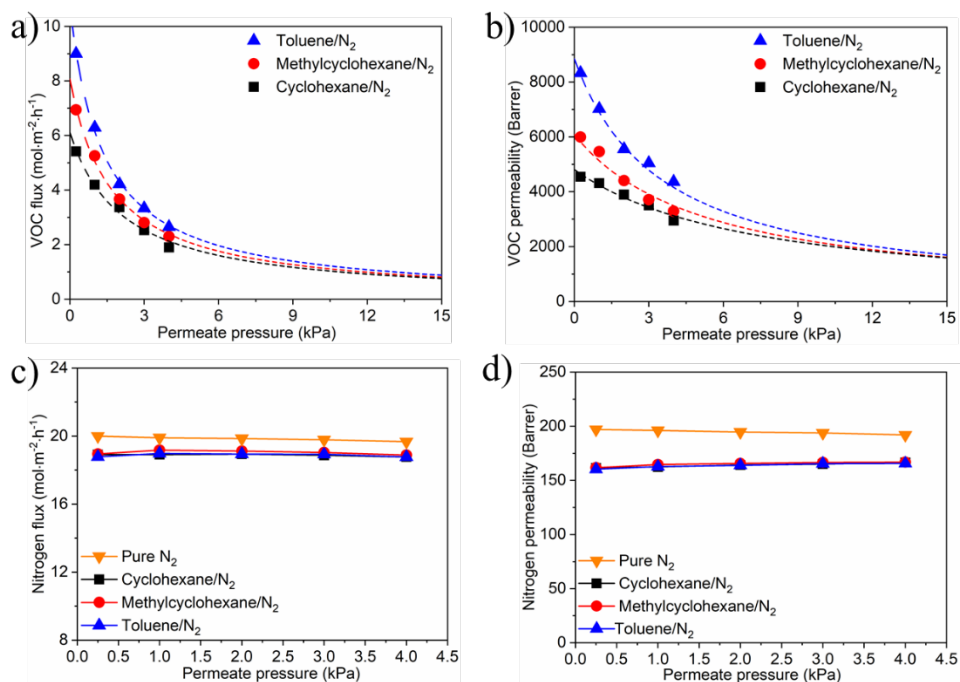 a)
VOC flux (mol·m⁻²·h⁻¹)
10
8
6
4
2
0
Toluene/N₂
Methylcyclohexane/N₂
Cyclohexane/N₂
0 3 6 9 12 15
Permeate pressure (kPa)
b)
VOC permeability (Barrer)
10000
8000
6000
4000
2000
0
Toluene/N₂
Methylcyclohexane/N₂
Cyclohexane/N₂
0 3 6 9 12 15
Permeate pressure (kPa)
c)
Nitrogen flux (mol·m⁻²·h⁻¹)
24
20
16
12
8
Pure N₂
Cyclohexane/N₂
Methylcyclohexane/N₂
Toluene/N₂
0.0 0.5 1.0 1.5 2.0 2.5 3.0 3.5 4.0 4.5
Permeate pressure (kPa)
d)
Nitrogen permeability (Barrer)
250
200
150
100
50
0
Pure N₂
Cyclohexane/N₂
Methylcyclohexane/N₂
Toluene/N₂
0.0 0.5 1.0 1.5 2.0 2.5 3.0 3.5 4.0 4.5
Permeate pressure (kPa)